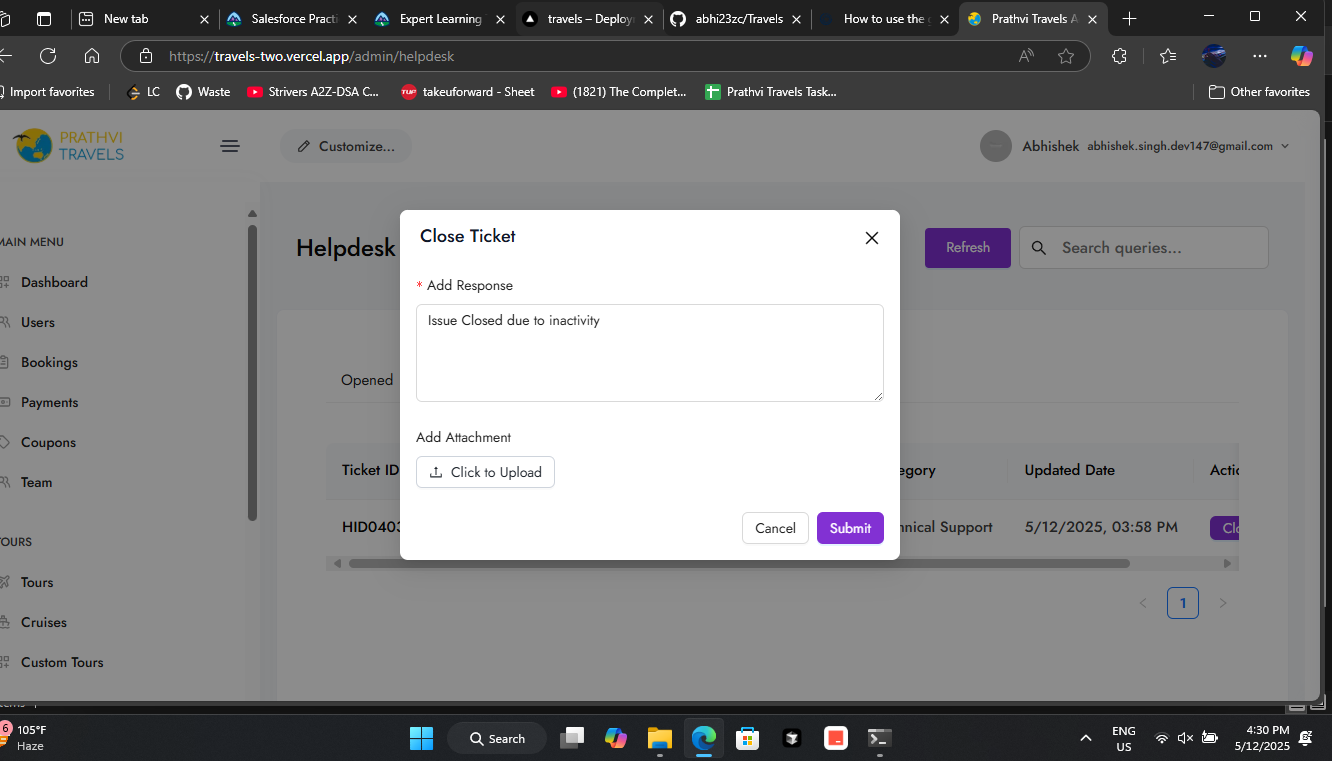 New tab
Salesforce Practi
Expert Learning
travels – Deploym
abhi23zc/Travels
How to use the
Prathvi Travels A
https://travels-two.vercel.app/admin/helpdesk
Import favorites
LC
Waste
Strivers A2Z-DSA C...
TUF
takeuforward - Sheet
(1821) The Complet...
Prathvi Travels Task...
Other favorites
PRATHVI
TRAVELS
Customize...
Abhishek abhishek.singh.dev147@gmail.com
MAIN MENU
Dashboard
Users
Bookings
Payments
Coupons
Team
TOURS
Tours
Cruises
Custom Tours
Helpdesk
Refresh
Search queries...
Opened
Ticket ID
egory
Updated Date
Actio
HID0403
hnical Support
5/12/2025, 03:58 PM
Clo
1
Close Ticket
* Add Response
Issue Closed due to inactivity
Add Attachment
Click to Upload
Cancel
Submit
6
105°F
Haze
Search
ENG
US
4:30 PM
5/12/2025